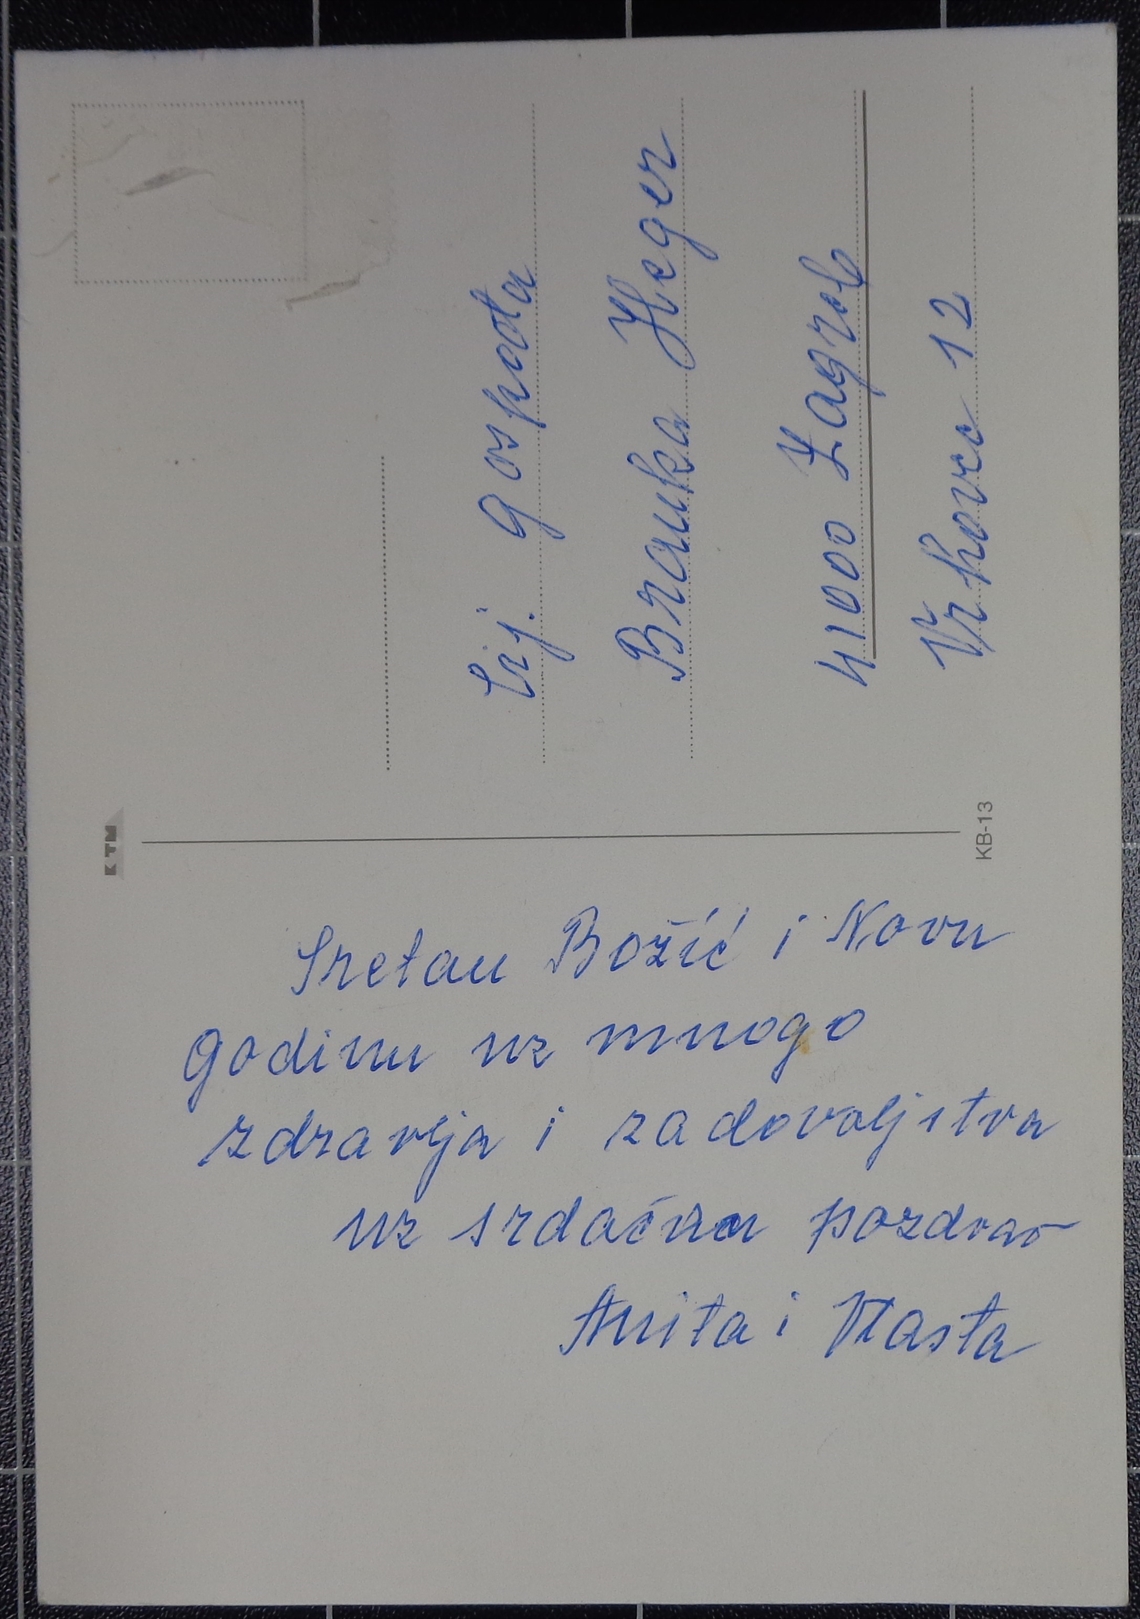 Sretan Božić i Novu
godinu uz mnogo
zdravlja i zadovoljstva
uz srdačan pozdrav
Anita i Vlasta
KTM
KB-13
Cij. gospođa
Branka Heger
41000 Zagreb
Vrhovec 12